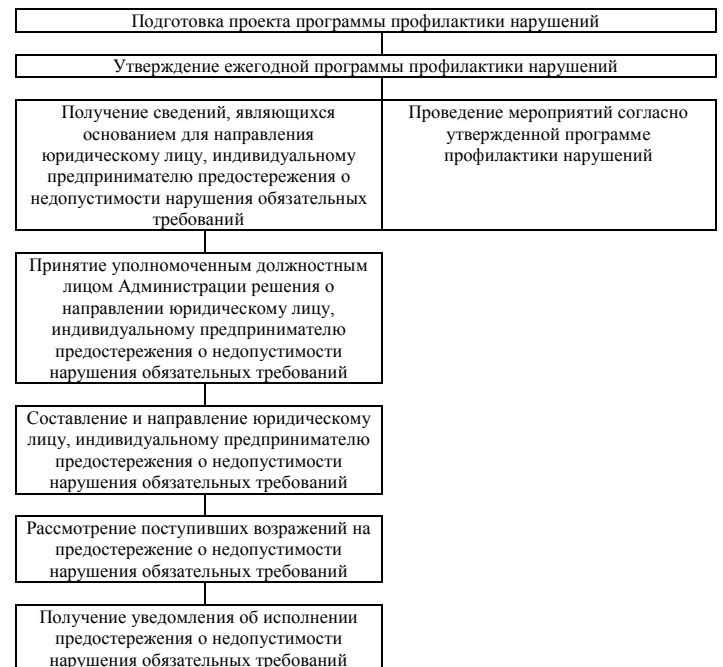 Подготовка проекта программы профилактики нарушений
Утверждение ежегодной программы профилактики нарушений
Получение сведений, являющихся
основанием для направления
юридическому лицу, индивидуальному
предпринимателю предостережения о
недопустимости нарушения обязательных
требований
Проведение мероприятий согласно
утвержденной программе
профилактики нарушений
Принятие уполномоченным должностным
лицом Администрации решения о
направлении юридическому лицу,
индивидуальному предпринимателю
предостережения о недопустимости
нарушения обязательных требований
Составление и направление юридическому
лицу, индивидуальному предпринимателю
предостережения о недопустимости
нарушения обязательных требований
Рассмотрение поступивших возражений на
предостережение о недопустимости
нарушения обязательных требований
Получение уведомления об исполнении
предостережения о недопустимости
нарушения обязательных требований